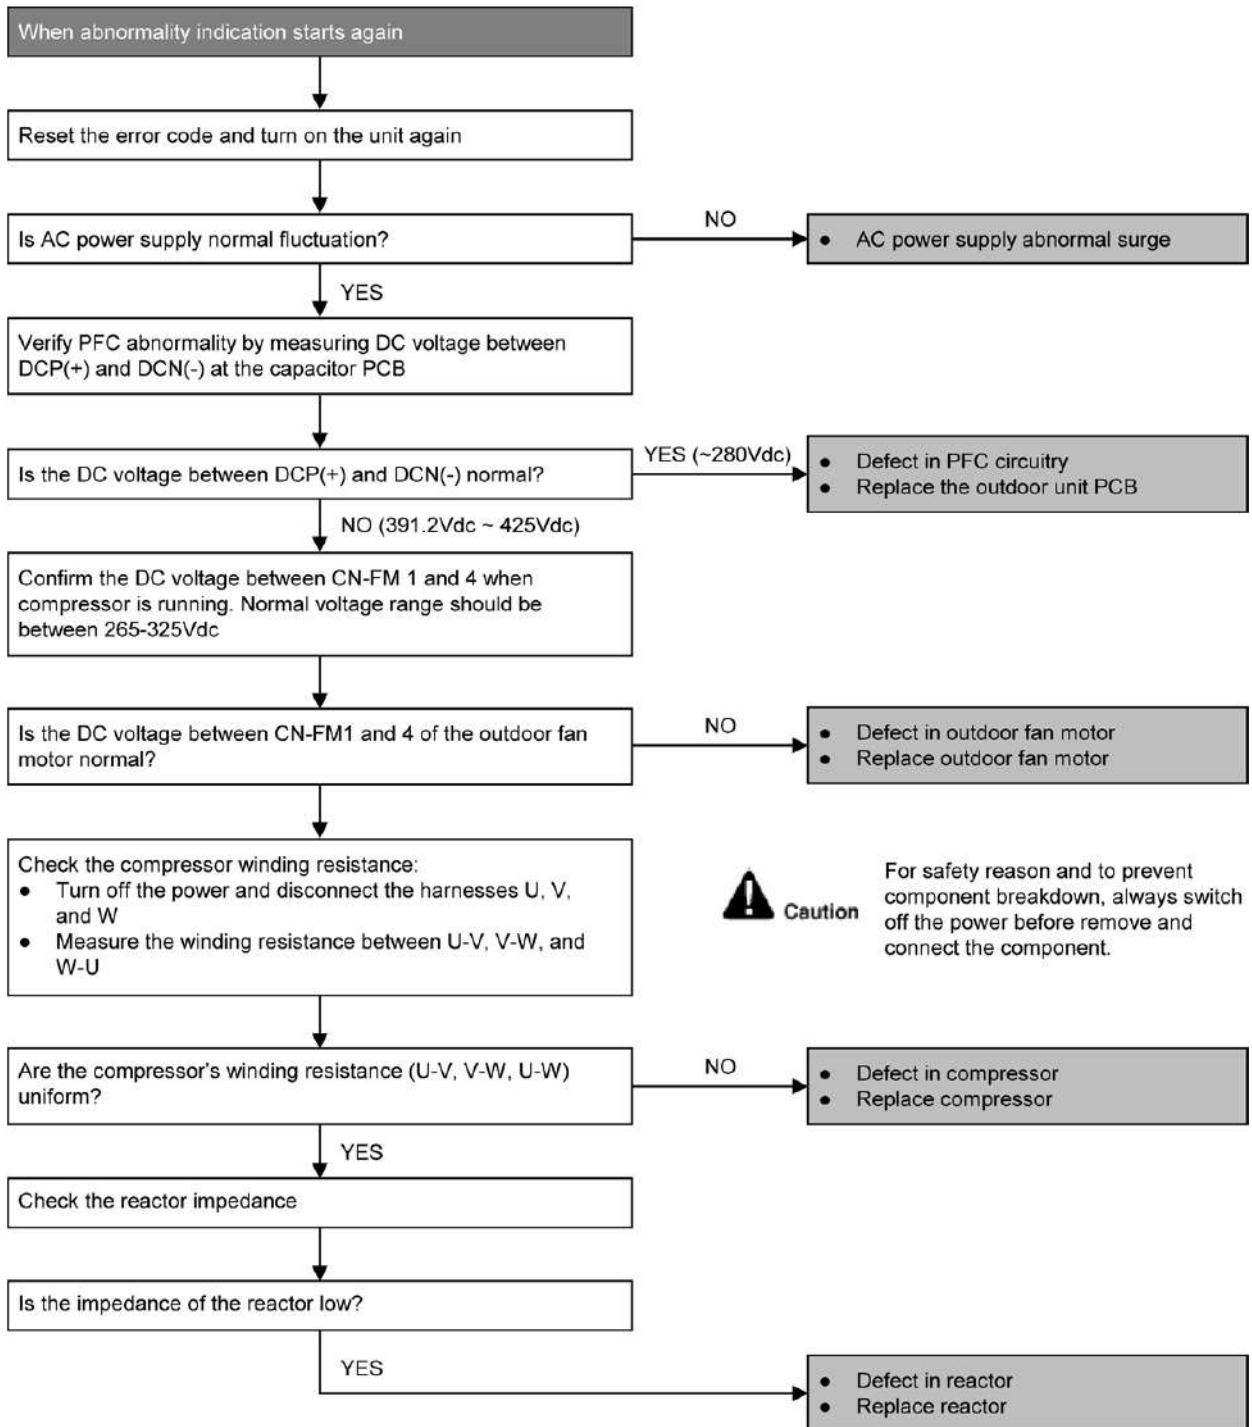 When abnormality indication starts again
Reset the error code and turn on the unit again
Is AC power supply normal fluctuation?
NO
● AC power supply abnormal surge
YES
Verify PFC abnormality by measuring DC voltage between
DCP(+) and DCN(-) at the capacitor PCB
Is the DC voltage between DCP(+) and DCN(-) normal?
YES (~280Vdc)
● Defect in PFC circuitry
● Replace the outdoor unit PCB
NO (391.2Vdc ~ 425Vdc)
Confirm the DC voltage between CN-FM 1 and 4 when
compressor is running. Normal voltage range should be
between 265-325Vdc
Is the DC voltage between CN-FM1 and 4 of the outdoor fan
motor normal?
NO
● Defect in outdoor fan motor
● Replace outdoor fan motor
Check the compressor winding resistance:
● Turn off the power and disconnect the harnesses U, V,
and W
● Measure the winding resistance between U-V, V-W, and
W-U
Caution
For safety reason and to prevent
component breakdown, always switch
off the power before remove and
connect the component.
Are the compressor's winding resistance (U-V, V-W, U-W)
uniform?
NO
● Defect in compressor
● Replace compressor
YES
Check the reactor impedance
Is the impedance of the reactor low?
YES
● Defect in reactor
● Replace reactor